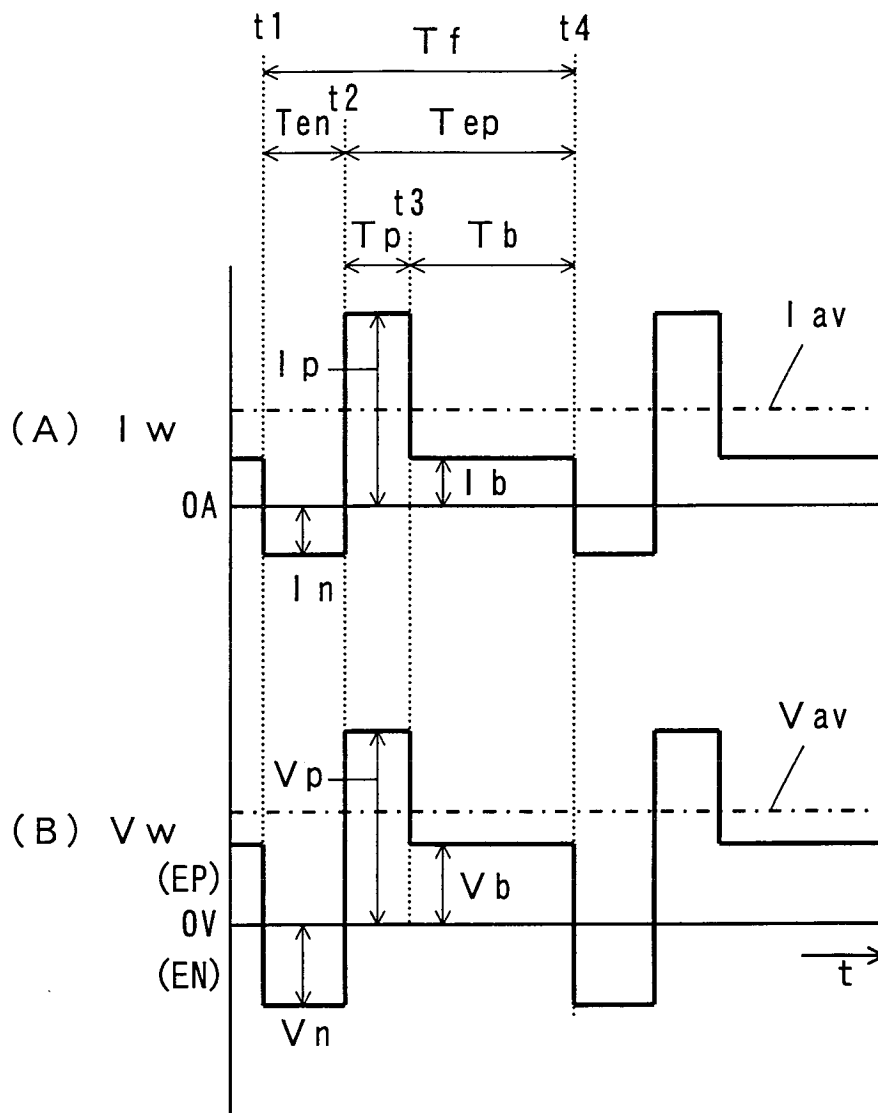 t1 Tf t4
Ten t2 Tep
t3
Tp Tb
Iav
Ip
(A) Iw
Ib
0A
In
Vav
Vp
(B) Vw
(EP)
Vb
0V
(EN)
t
Vn